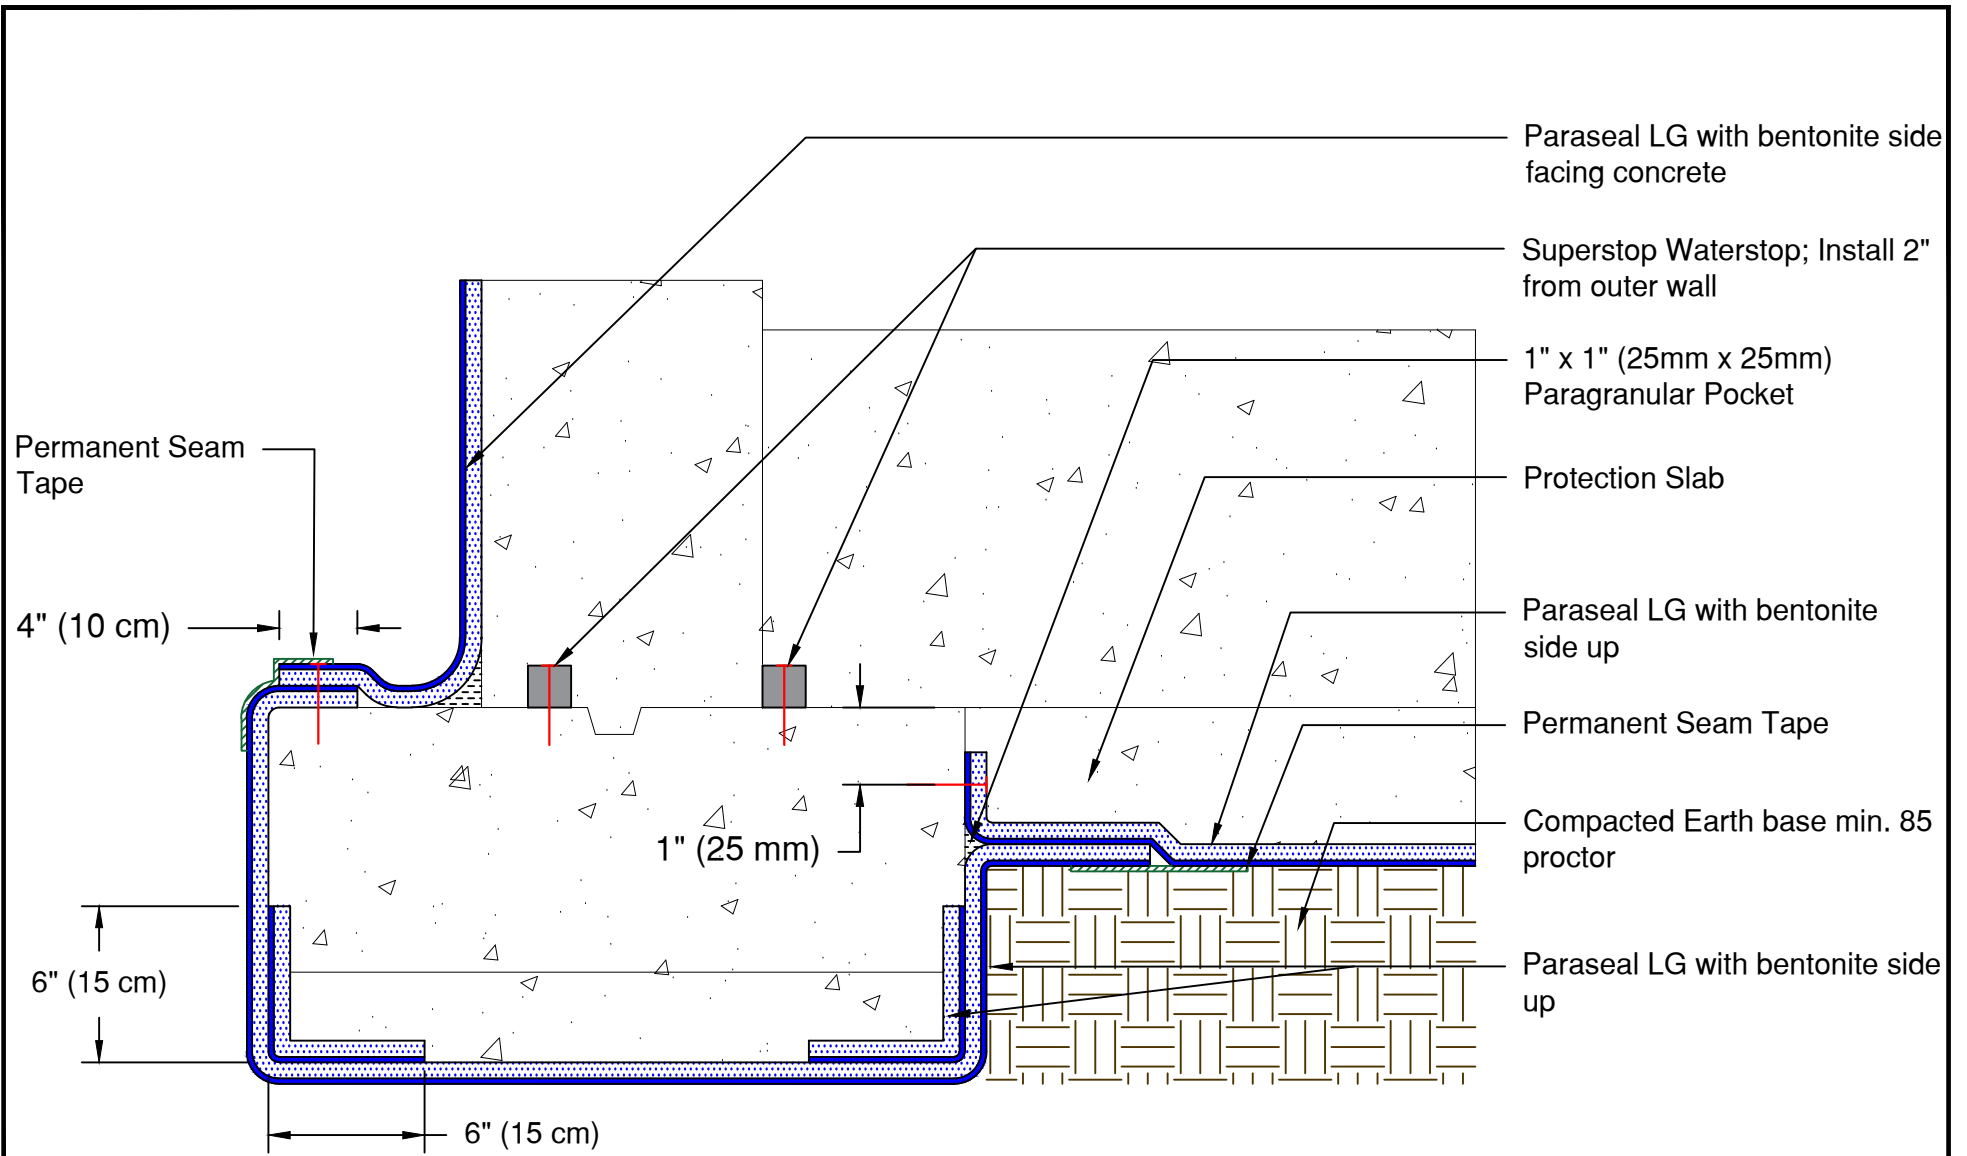 Paraseal LG with bentonite side
facing concrete
Superstop Waterstop; Install 2"
from outer wall
1" x 1" (25mm x 25mm)
Paragranular Pocket
Permanent Seam
Tape
Protection Slab
4" (10 cm)
Paraseal LG with bentonite
side up
Permanent Seam Tape
1" (25 mm)
Compacted Earth base min. 85
proctor
6" (15 cm)
Paraseal LG with bentonite side
up
6" (15 cm)